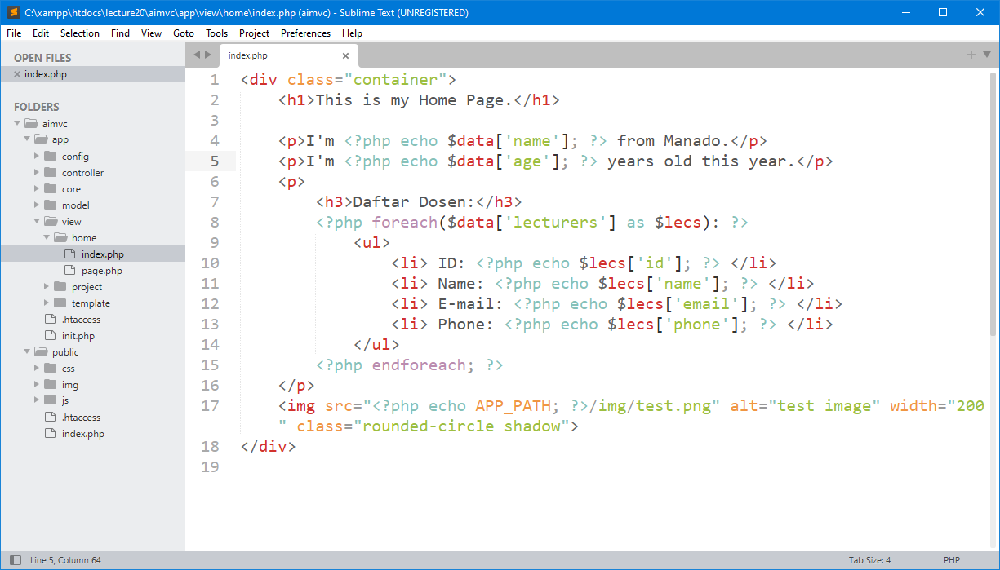 C:\xampp\htdocs\lecture20\aimvc\app\view\home\index.php (aimvc) - Sublime Text (UNREGISTERED)
File Edit Selection Find View Goto Tools Project Preferences Help
OPEN FILES
index.php
FOLDERS
aimvc
app
config
controller
core
model
view
home
index.php
page.php
project
template
.htaccess
init.php
public
css
img
js
.htaccess
index.php
index.php
1 <div class="container">
2 <h1>This is my Home Page.</h1>
3
4 <p>I'm <?php echo $data['name']; ?> from Manado.</p>
5 <p>I'm <?php echo $data['age']; ?> years old this year.</p>
6 <p>
7 <h3>Daftar Dosen:</h3>
8 <?php foreach($data['lecturers'] as $lecs): ?>
9 <ul>
10 <li> ID: <?php echo $lecs['id']; ?> </li>
11 <li> Name: <?php echo $lecs['name']; ?> </li>
12 <li> E-mail: <?php echo $lecs['email']; ?> </li>
13 <li> Phone: <?php echo $lecs['phone']; ?> </li>
14 </ul>
15 <?php endforeach; ?>
16 </p>
17 <img src="<?php echo APP_PATH; ?>/img/test.png" alt="test image" width="200
" class="rounded-circle shadow">
18 </div>
19
Line 5, Column 64
Tab Size: 4
PHP